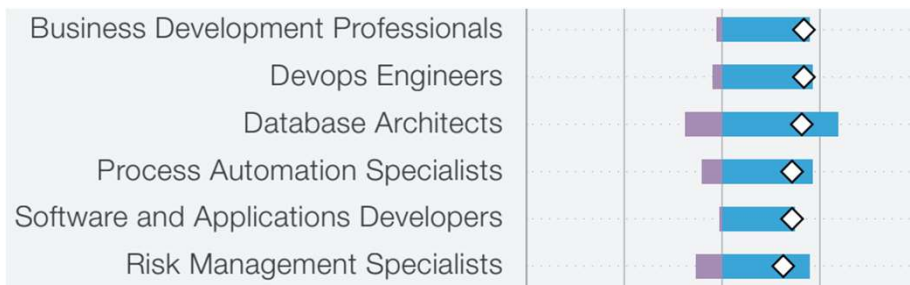 Business Development Professionals
Devops Engineers
Database Architects
Process Automation Specialists
Software and Applications Developers
Risk Management Specialists